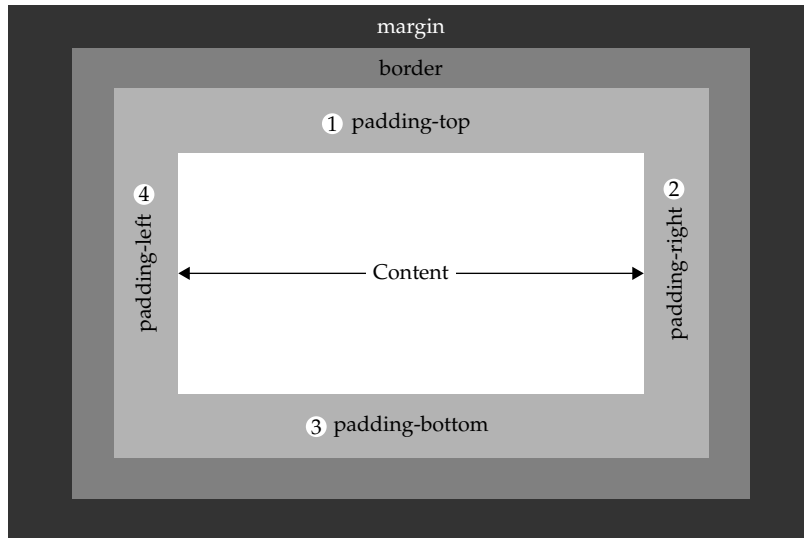 margin
border
1 padding-top
4 padding-left
2 padding-right
Content
3 padding-bottom